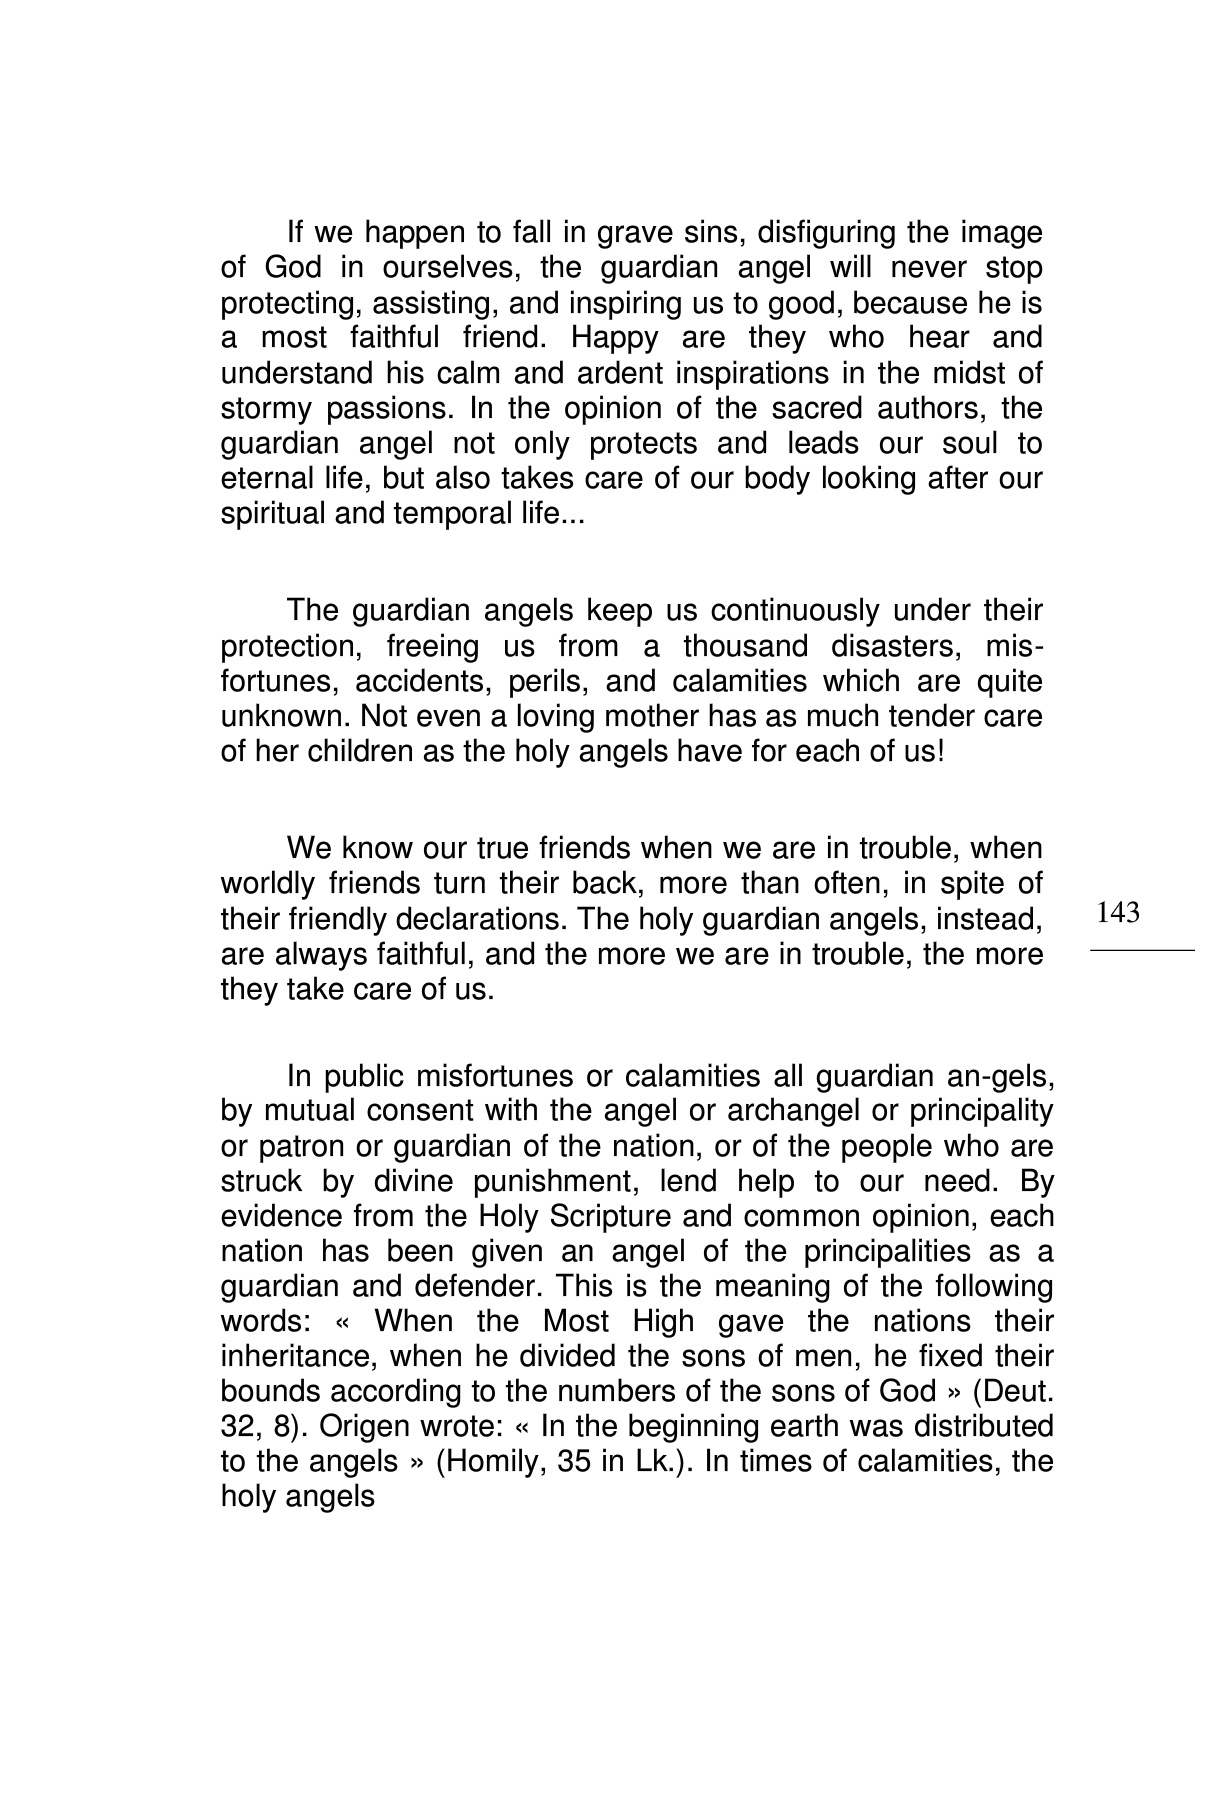 If we happen to fall in grave sins, disfiguring the image
of God in ourselves, the guardian angel will never stop
protecting, assisting, and inspiring us to good, because he is
a most faithful friend. Happy are they who hear and
understand his calm and ardent inspirations in the midst of
stormy passions. In the opinion of the sacred authors, the
guardian angel not only protects and leads our soul to
eternal life, but also takes care of our body looking after our
spiritual and temporal life...
The guardian angels keep us continuously under their
protection, freeing us from a thousand disasters, mis-
fortunes, accidents, perils, and calamities which are quite
unknown. Not even a loving mother has as much tender care
of her children as the holy angels have for each of us!
We know our true friends when we are in trouble, when
worldly friends turn their back, more than often, in spite of
their friendly declarations. The holy guardian angels, instead,
are always faithful, and the more we are in trouble, the more
they take care of us.
143
In public misfortunes or calamities all guardian an-gels,
by mutual consent with the angel or archangel or principality
or patron or guardian of the nation, or of the people who are
struck by divine punishment, lend help to our need. By
evidence from the Holy Scripture and common opinion, each
nation has been given an angel of the principalities as a
guardian and defender. This is the meaning of the following
words: « When the Most High gave the nations their
inheritance, when he divided the sons of men, he fixed their
bounds according to the numbers of the sons of God » (Deut.
32, 8). Origen wrote: « In the beginning earth was distributed
to the angels » (Homily, 35 in Lk.). In times of calamities, the
holy angels